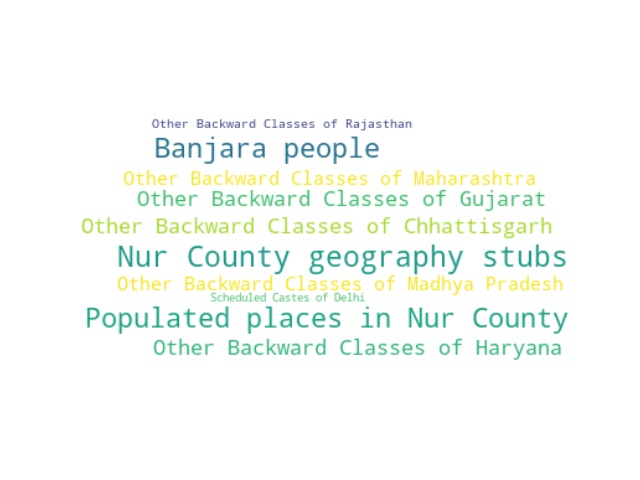 Other Backward Classes of Rajasthan
Banjara people
Other Backward Classes of Maharashtra
Other Backward Classes of Gujarat
Other Backward Classes of Chhattisgarh
Nur County geography stubs
Other Backward Classes of Madhya Pradesh
Scheduled Castes of Delhi
Populated places in Nur County
Other Backward Classes of Haryana